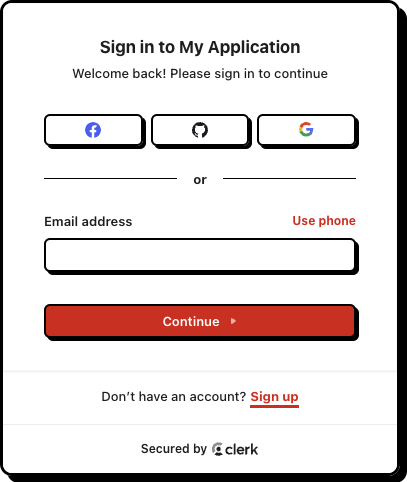 Sign in to My Application
Welcome back! Please sign in to continue
or
Email address Use phone
Continue
Don’t have an account? Sign up
Secured by clerk